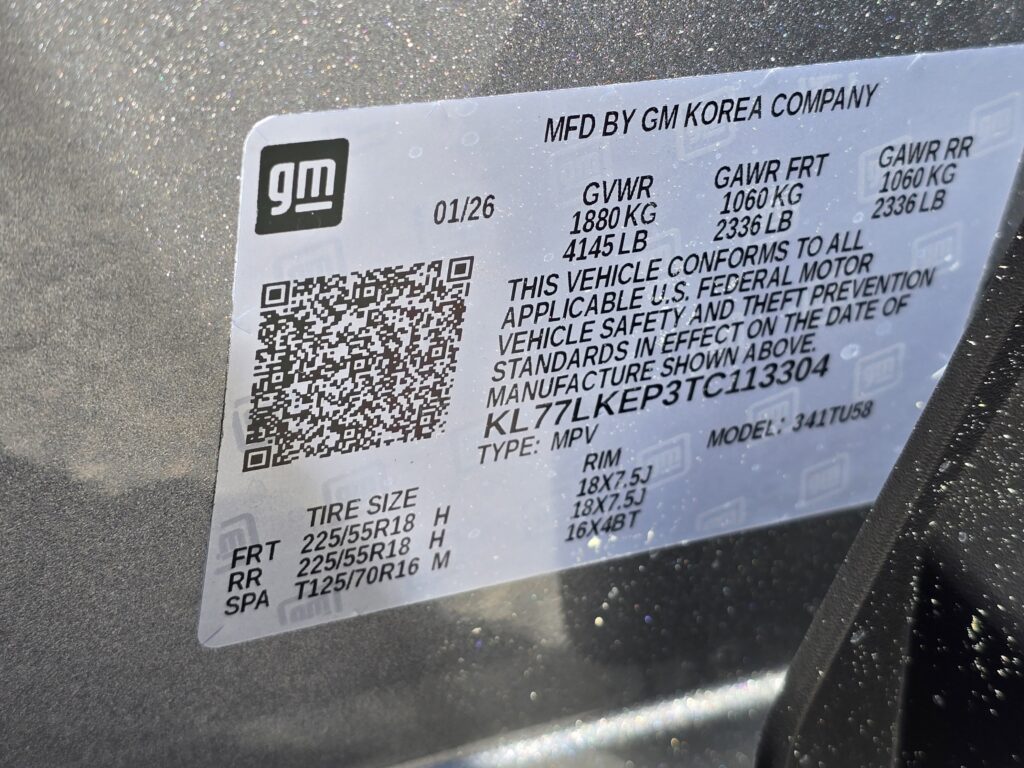 MFD BY GM KOREA COMPANY
gm
01/26
GVWR
1880 KG
4145 LB
GAWR FRT
1060 KG
2336 LB
GAWR RR
1060 KG
2336 LB
THIS VEHICLE CONFORMS TO ALL
APPLICABLE U.S. FEDERAL MOTOR
VEHICLE SAFETY AND THEFT PREVENTION
STANDARDS IN EFFECT ON THE DATE OF
MANUFACTURE SHOWN ABOVE.
KL77LKEP3TC113304
TYPE: MPV MODEL: 341TU58
TIRE SIZE RIM
FRT 225/55R18 H 18X7.5J
RR 225/55R18 H 18X7.5J
SPA T125/70R16 M 16X4BT